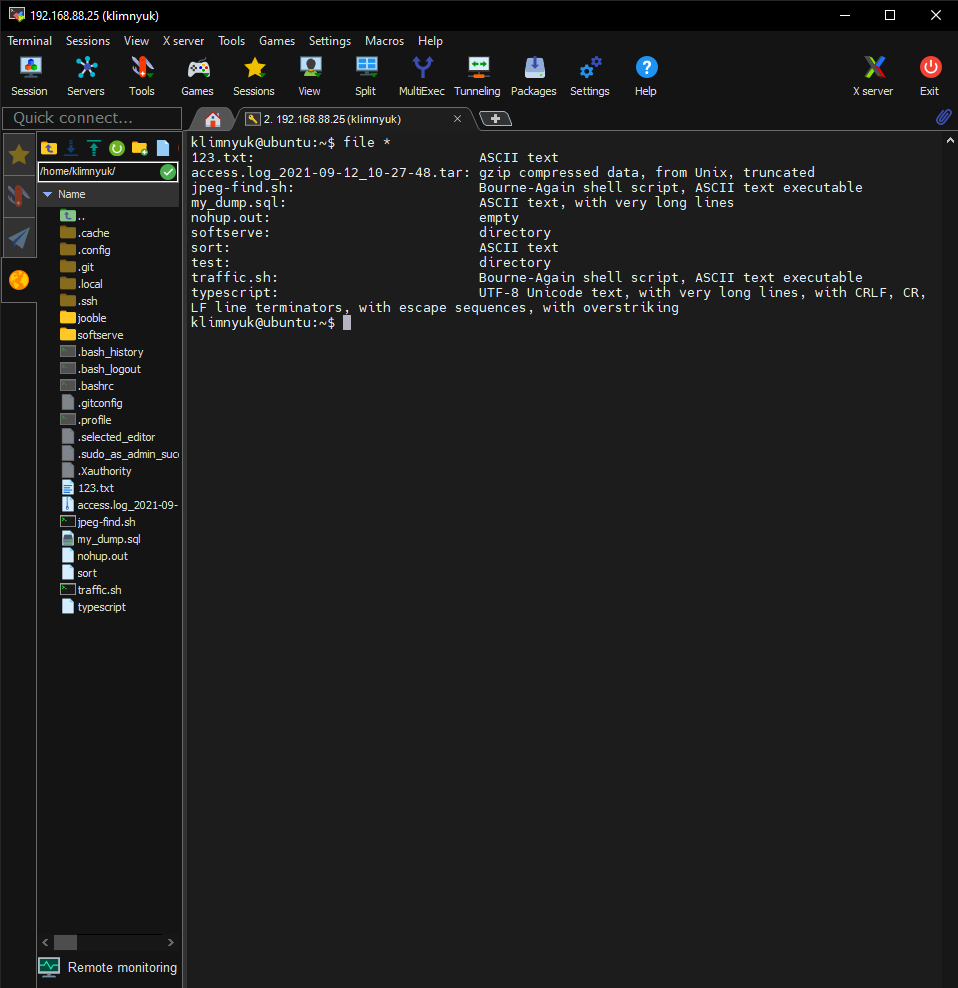 192.168.88.25 (klimnyuk)
Terminal Sessions View X server Tools Games Settings Macros Help
Session Servers Tools Games Sessions View Split MultiExec Tunneling Packages Settings Help X server Exit
Quick connect...
2. 192.168.88.25 (klimnyuk)
/home/klimnyuk/
Name
..
.cache
.config
.git
.local
.ssh
jooble
softserve
.bash_history
.bash_logout
.bashrc
.gitconfig
.profile
.selected_editor
.sudo_as_admin_succ
.Xauthority
123.txt
access.log_2021-09-
jpeg-find.sh
my_dump.sql
nohup.out
sort
traffic.sh
typescript
Remote monitoring
klimnyuk@ubuntu:~$ file *
123.txt: ASCII text
access.log_2021-09-12_10-27-48.tar: gzip compressed data, from Unix, truncated
jpeg-find.sh: Bourne-Again shell script, ASCII text executable
my_dump.sql: ASCII text, with very long lines
nohup.out: empty
softserve: directory
sort: ASCII text
test: directory
traffic.sh: Bourne-Again shell script, ASCII text executable
typescript: UTF-8 Unicode text, with very long lines, with CRLF, CR,
LF line terminators, with escape sequences, with overstriking
klimnyuk@ubuntu:~$